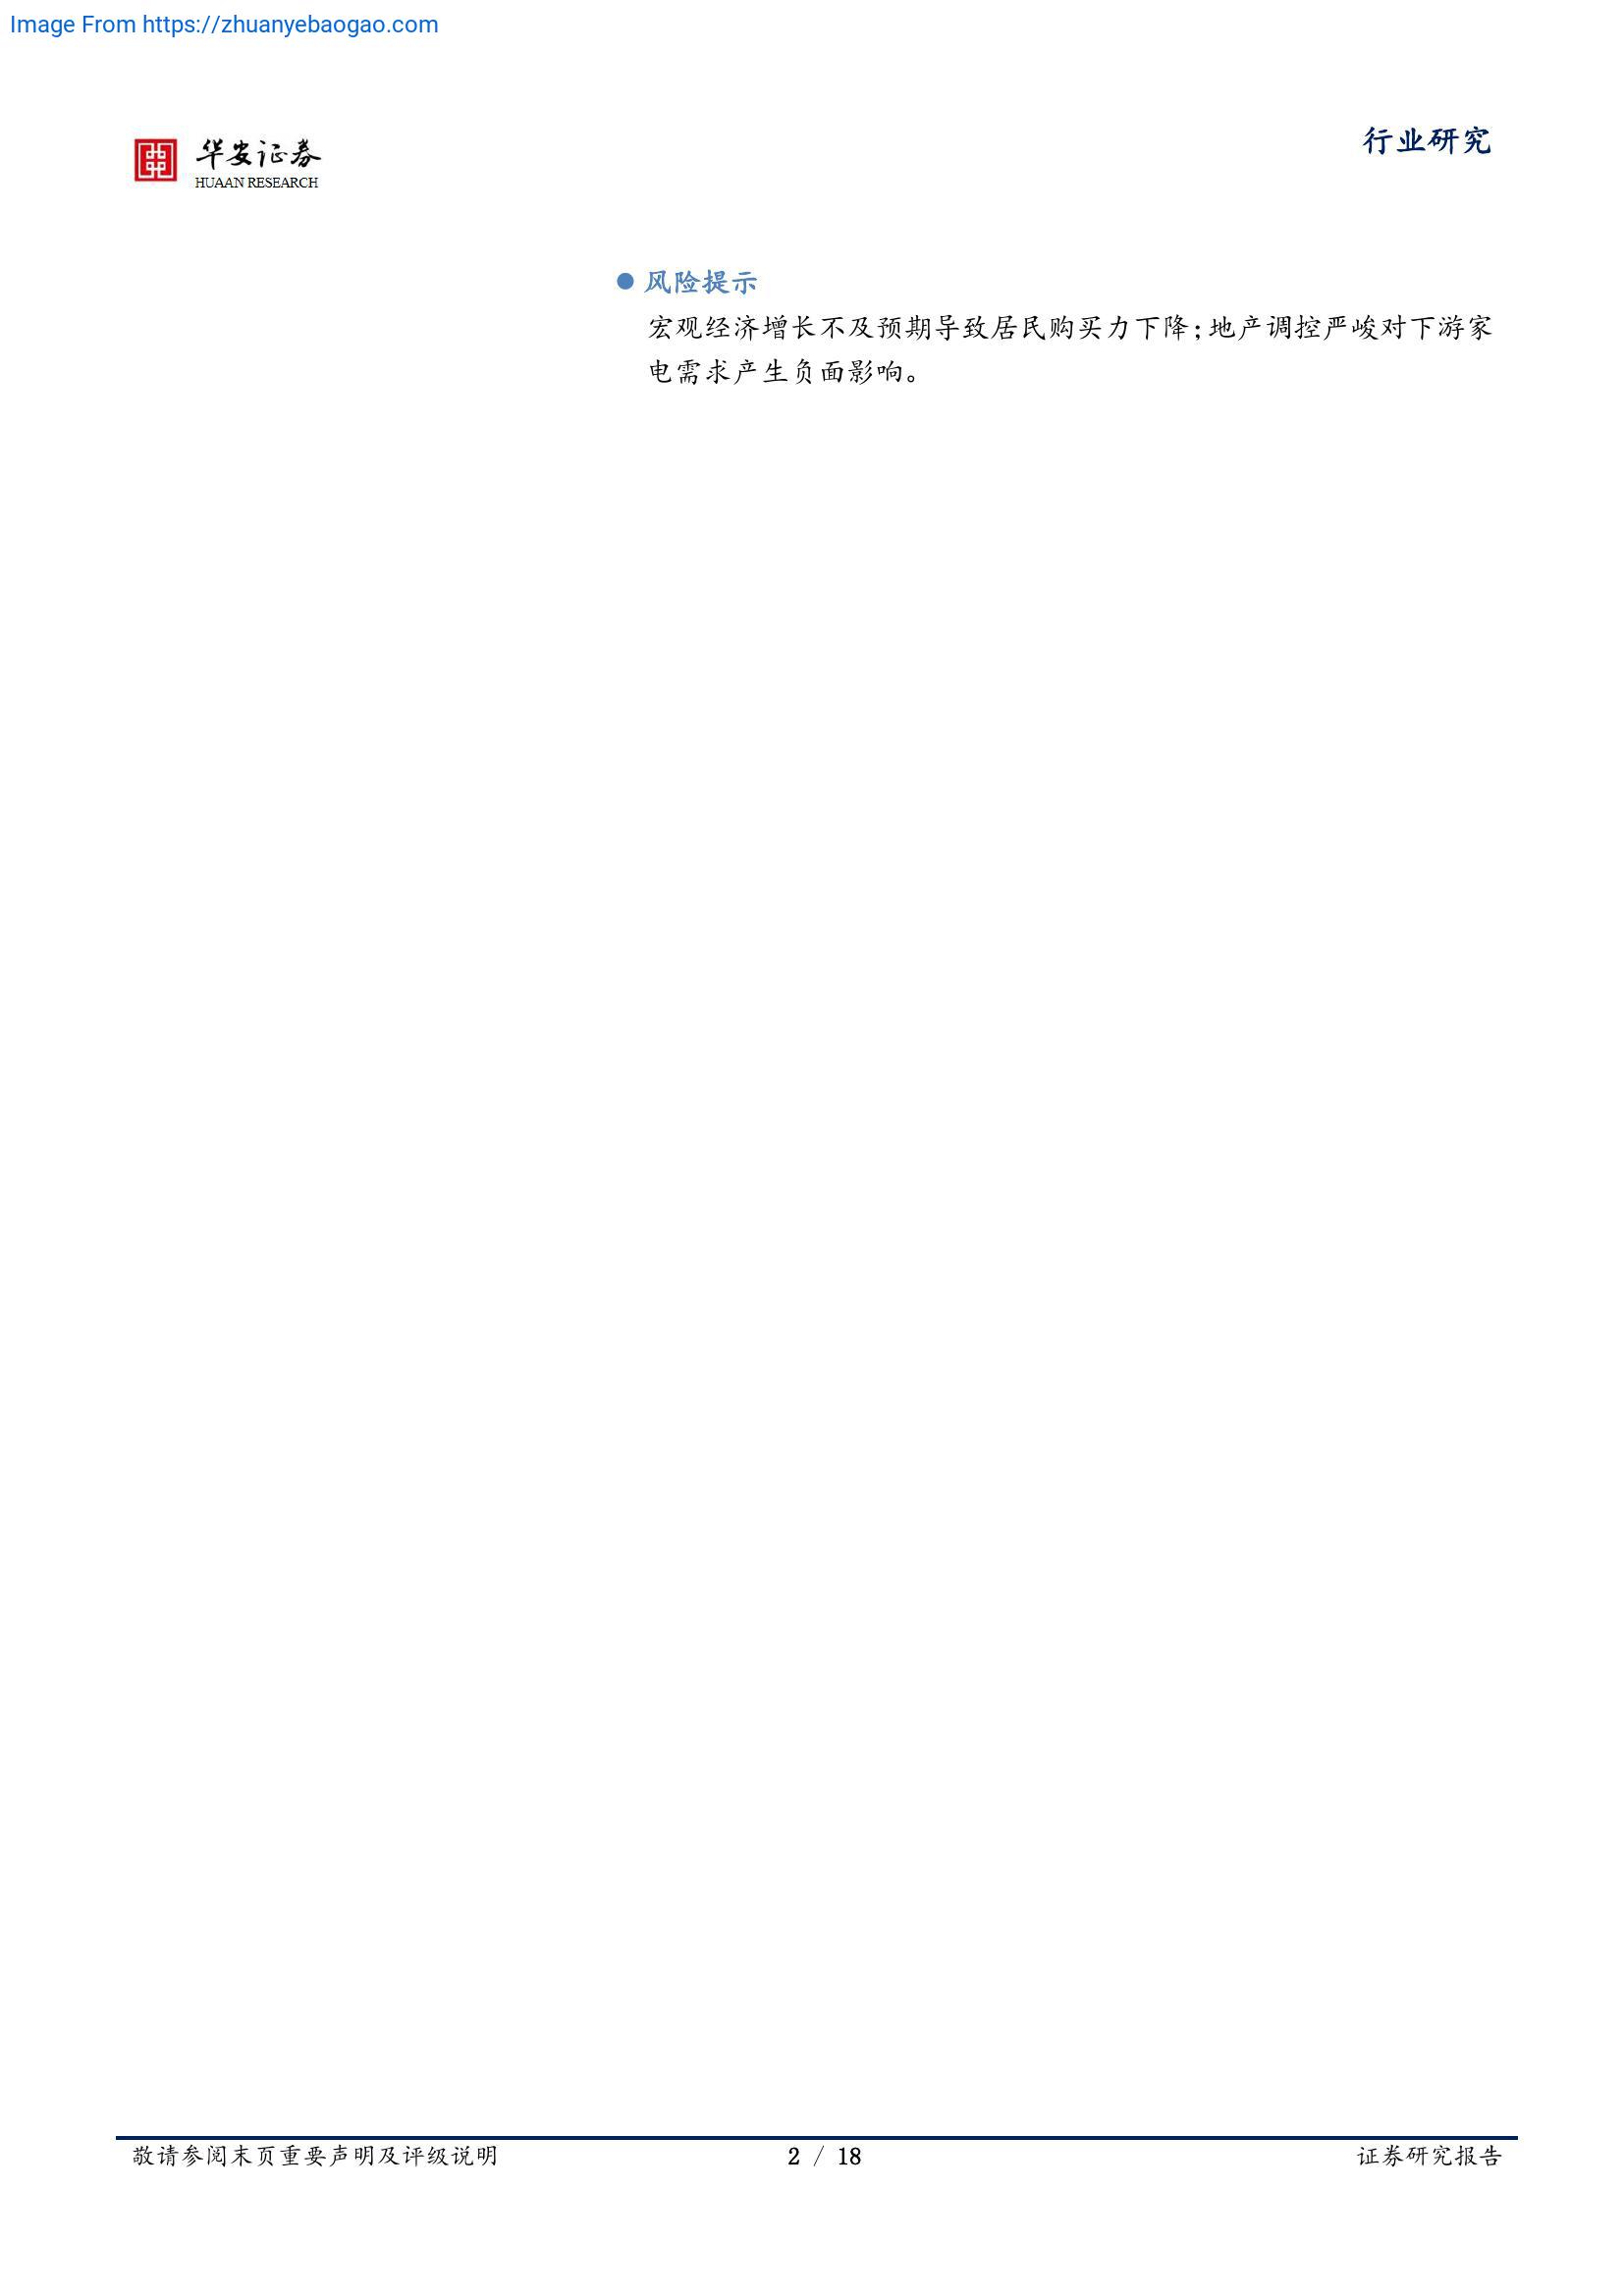 Image From https://zhuanyebaogao.com
华安证券
HUAAN RESEARCH
行业研究
风险提示
宏观经济增长不及预期导致居民购买力下降;地产调控严峻对下游家
电需求产生负面影响。
敬请参阅末页重要声明及评级说明
2 / 18
证券研究报告